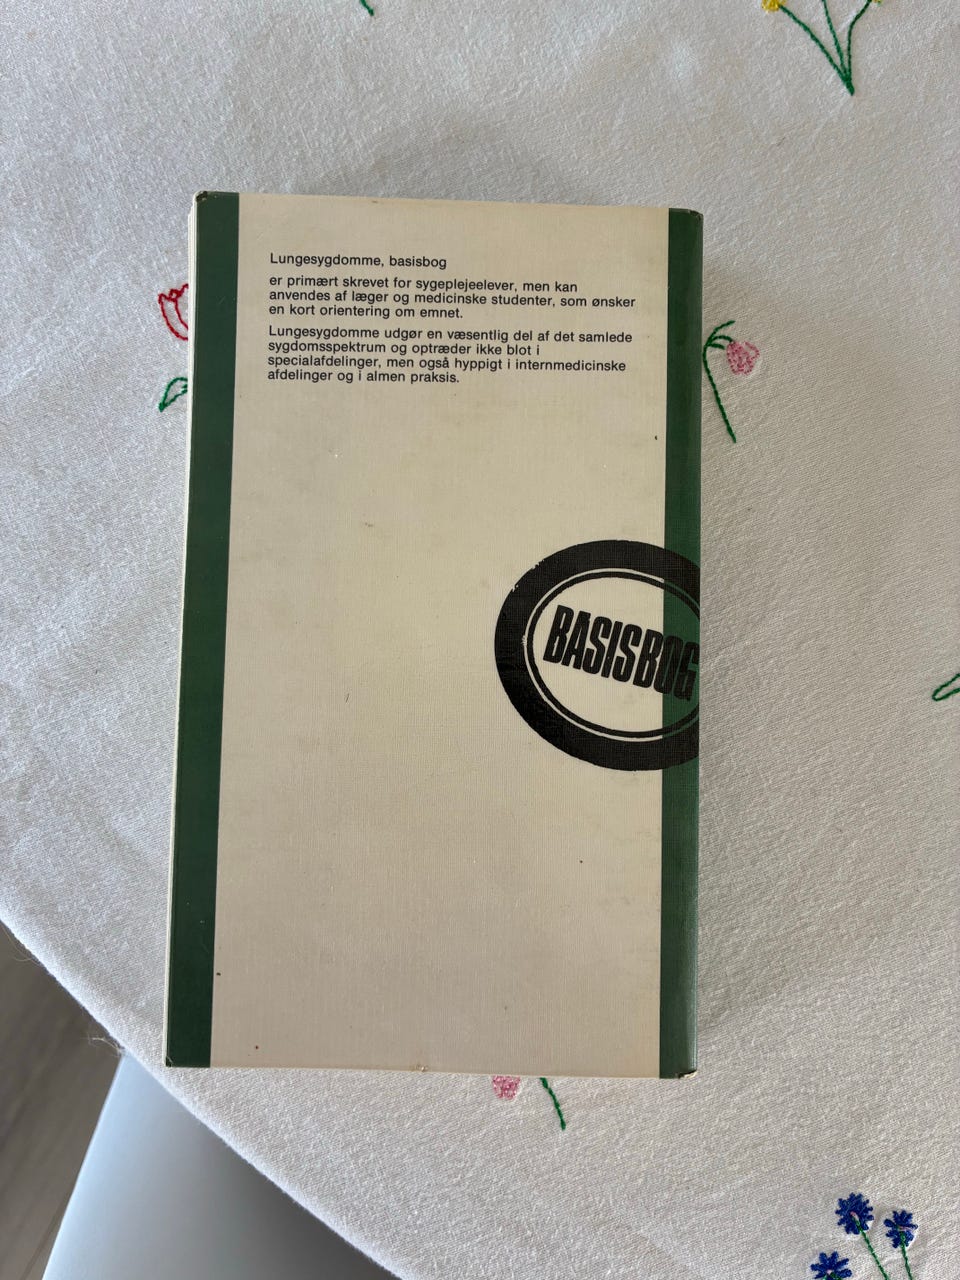 Lungesygdomme, basisbog
er primært skrevet for sygeplejeelever, men kan
anvendes af læger og medicinske studenter, som ønsker
en kort orientering om emnet.
Lungesygdomme udgør en væsentlig del af det samlede
sygdomsspektrum og optræder ikke blot i
specialafdelinger, men også hyppigt i internmedicinske
afdelinger og i almen praksis.
BASISBOG